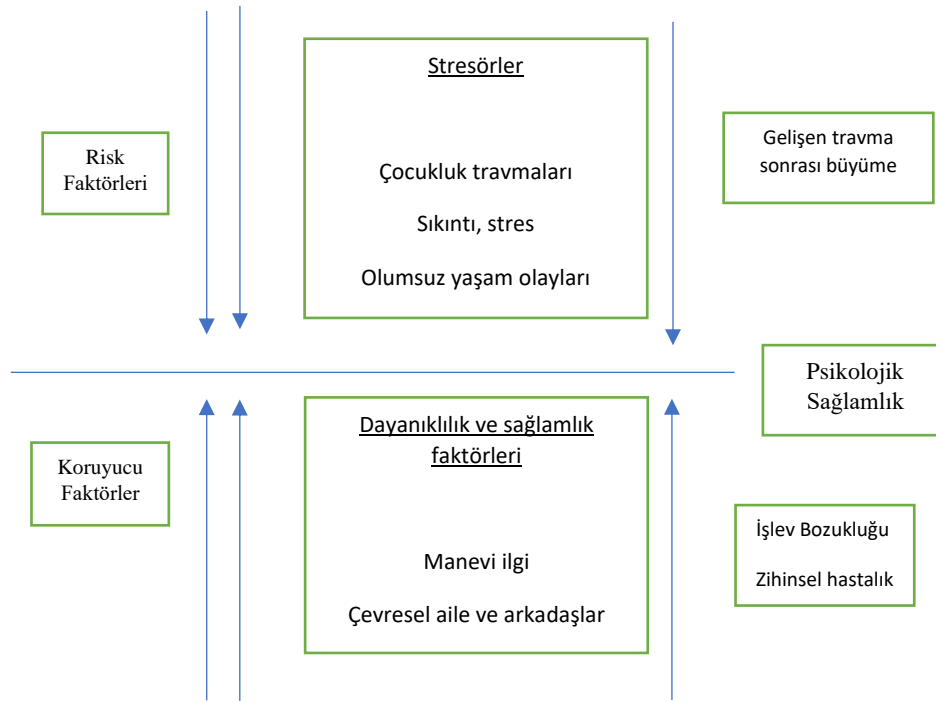 Stresörler
Çocukluk travmaları
Sıkıntı, stres
Olumsuz yaşam olayları
Risk
Faktörleri
Gelişen travma
sonrası büyüme
Psikolojik
Sağlamlık
Dayanıklılık ve sağlamlık
faktörleri
Manevi ilgi
Çevresel aile ve arkadaşlar
Koruyucu
Faktörler
İşlev Bozukluğu
Zihinsel hastalık